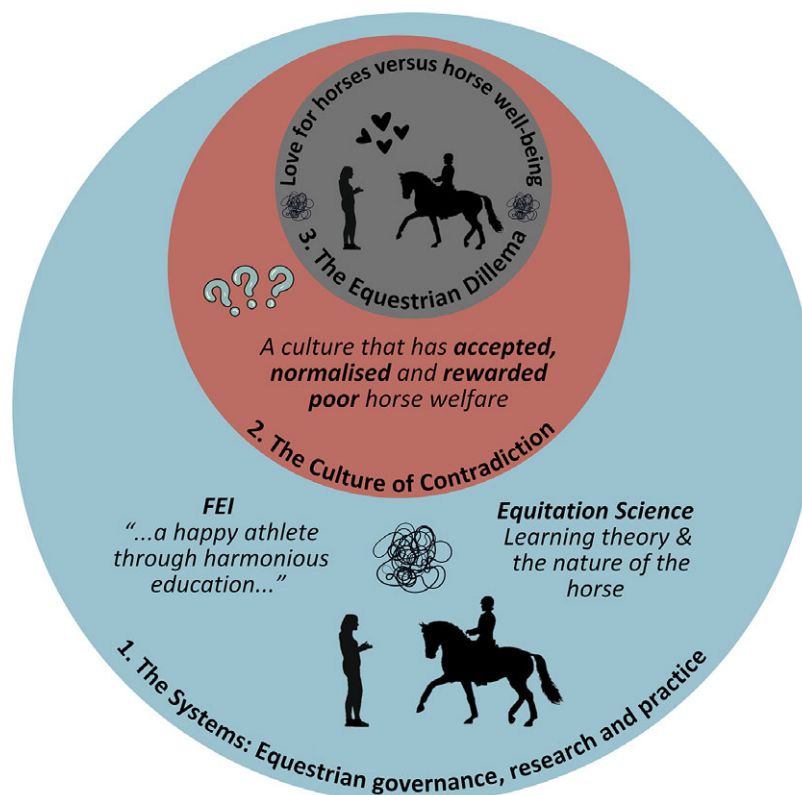 Love for horses versus horse well-being
3. The Equestrian Dillema
???
A culture that has accepted,
normalised and rewarded
poor horse welfare
2. The Culture of Contradiction
FEI
“...a happy athlete
through harmonious
education...”
Equitation Science
Learning theory &
the nature of the
horse
1. The Systems: Equestrian governance, research and practice